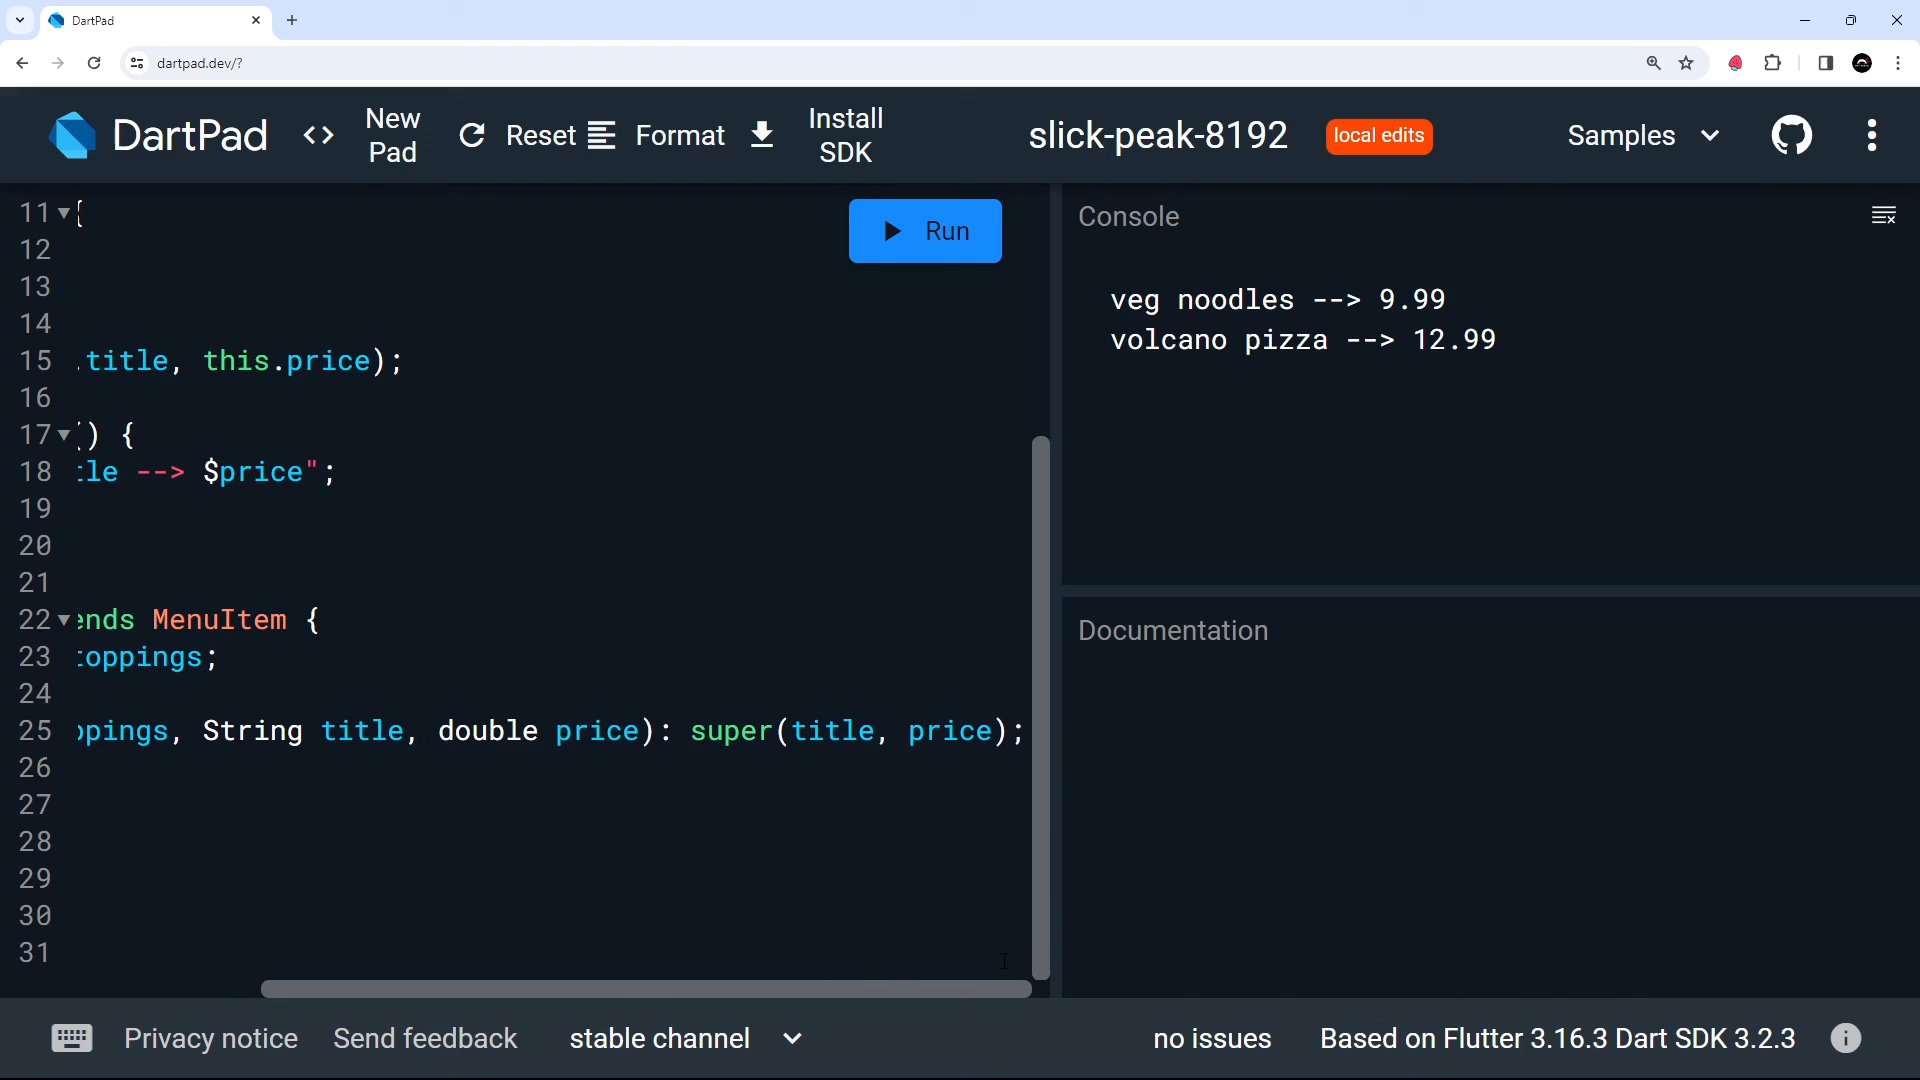 DartPad
dartpad.dev/?
DartPad
<>
New
Pad
Reset
Format
Install
SDK
slick-peak-8192
local edits
Samples
11 {
12
13
14
15 .title, this.price);
16
17 () {
18 tle --> $price";
19
20
21
22 ends MenuItem {
23 toppings;
24
25 ppings, String title, double price): super(title, price);
26
27
28
29
30
31
Run
Console
veg noodles --> 9.99
volcano pizza --> 12.99
Documentation
Privacy notice
Send feedback
stable channel
no issues
Based on Flutter 3.16.3 Dart SDK 3.2.3